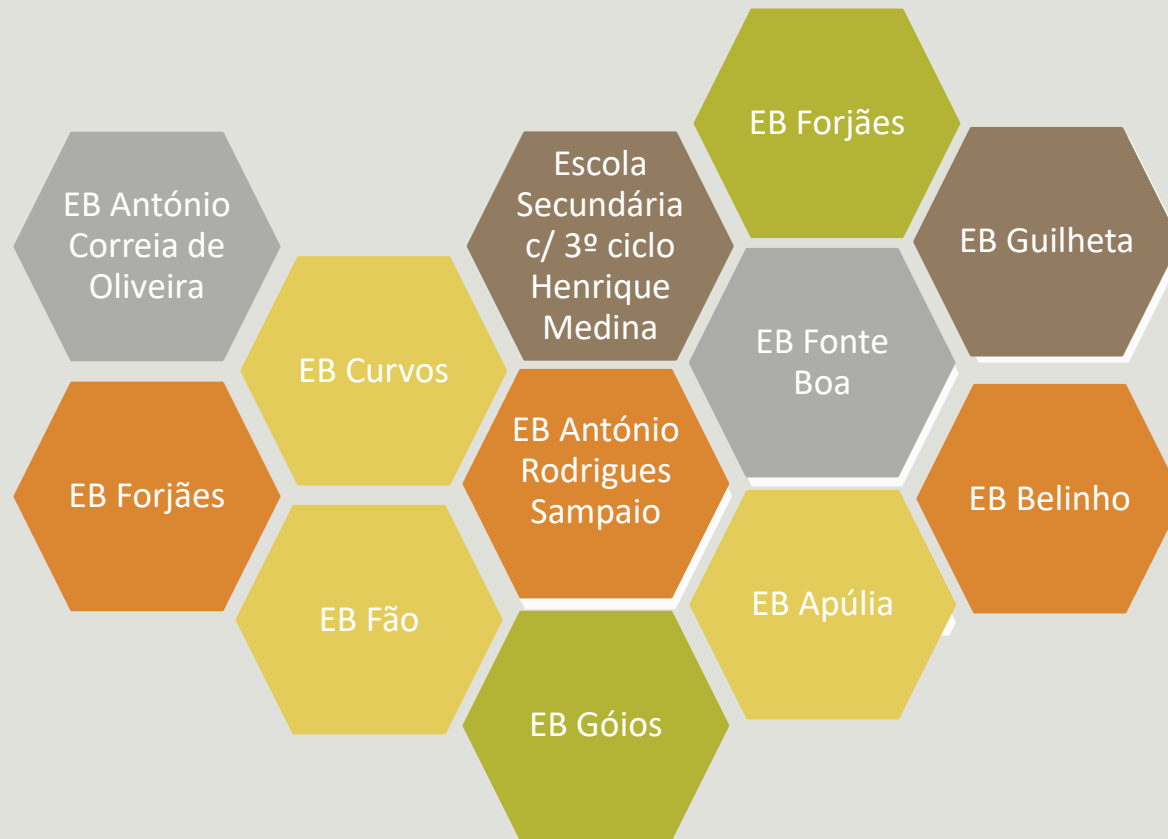 EB Forjães
EB António
Correia de
Oliveira
Escola
Secundária
c/ 3º ciclo
Henrique
Medina
EB Guilheta
EB Curvos
EB Fonte
Boa
EB Forjães
EB António
Rodrigues
Sampaio
EB Belinho
EB Fão
EB Apúlia
EB Góios